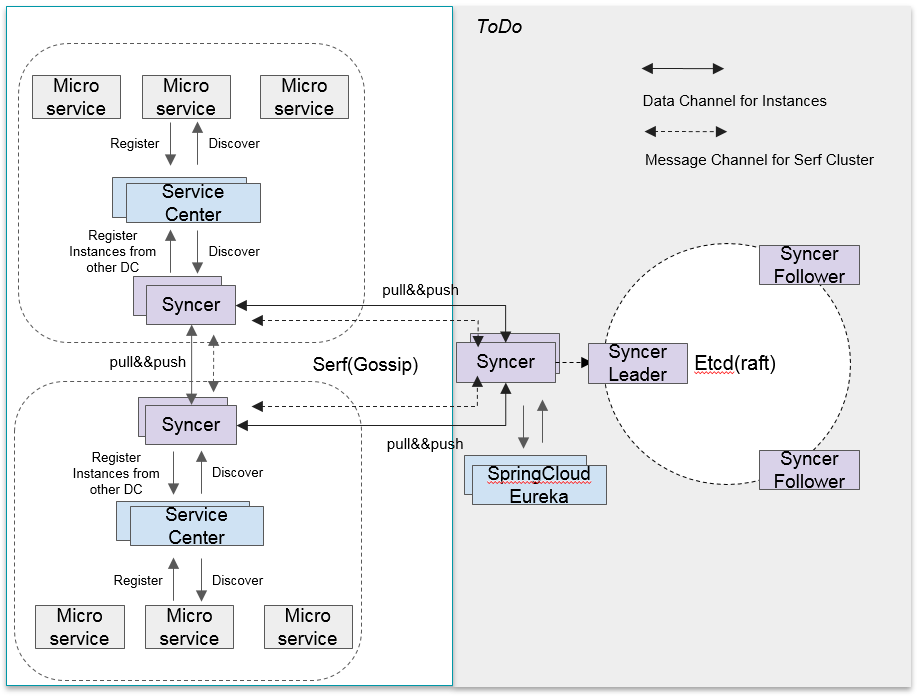 ToDo
Data Channel for Instances
Message Channel for Serf Cluster
Micro
service
Micro
service
Micro
service
Register
Discover
Service
Center
Register
Instances from
other DC
Discover
Syncer
pull&&push
pull&&push
Serf(Gossip)
Syncer
Syncer
Leader
Etcd(raft)
Syncer
Follower
Syncer
Follower
Syncer
pull&&push
Register
Instances from
other DC
Discover
SpringCloud
Eureka
Service
Center
Register
Discover
Micro
service
Micro
service
Micro
service